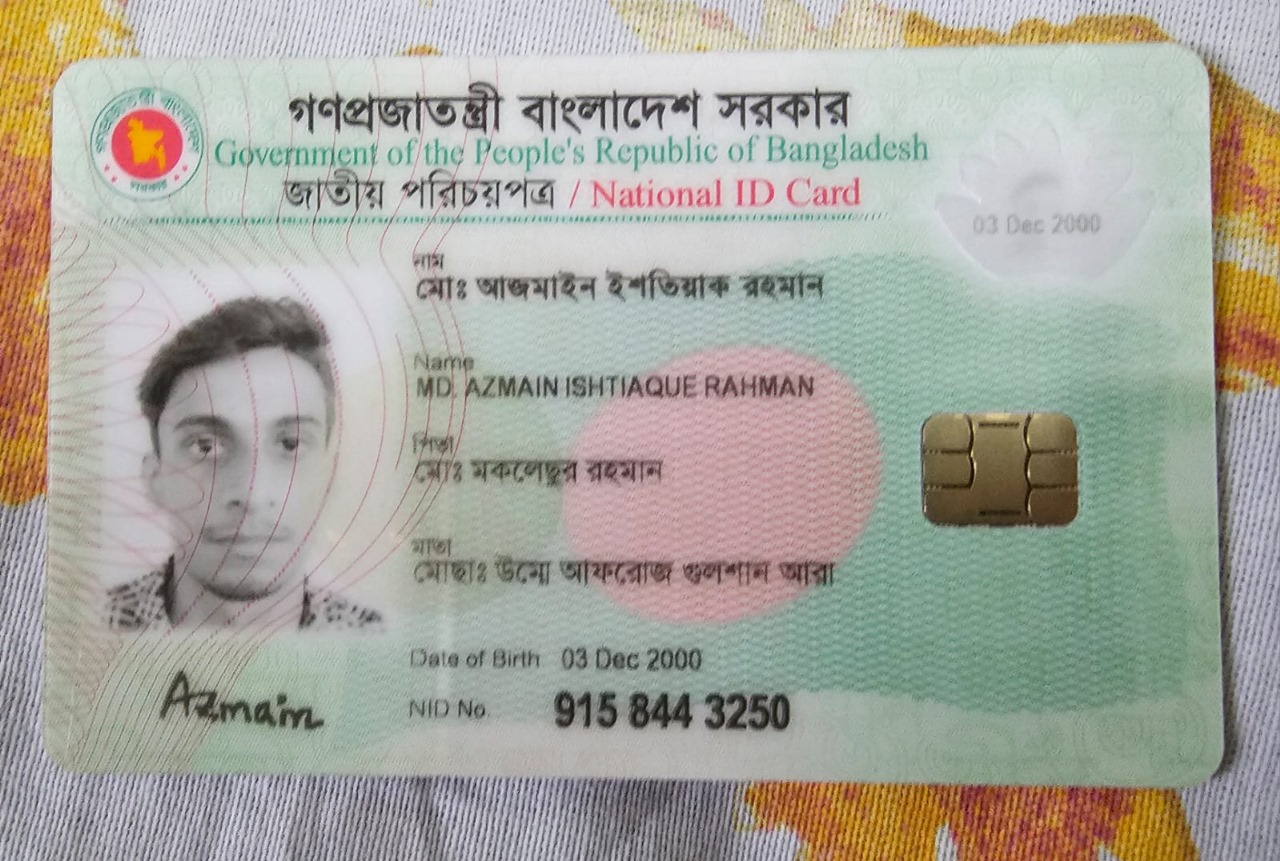 গণপ্রজাতন্ত্রী বাংলাদেশ সরকার
Government of the People's Republic of Bangladesh
জাতীয় পরিচয়পত্র / National ID Card
03 Dec 2000
নাম
মোঃ আজমাইন ইশতিয়াক রহমান
Name
MD. AZMAIN ISHTIAQUE RAHMAN
পিতা
মোঃ মকলেছুর রহমান
মাতা
মোছাঃ উম্মে আফরোজ গুলশান আরা
Date of Birth 03 Dec 2000
NID No. 915 844 3250
Azmain